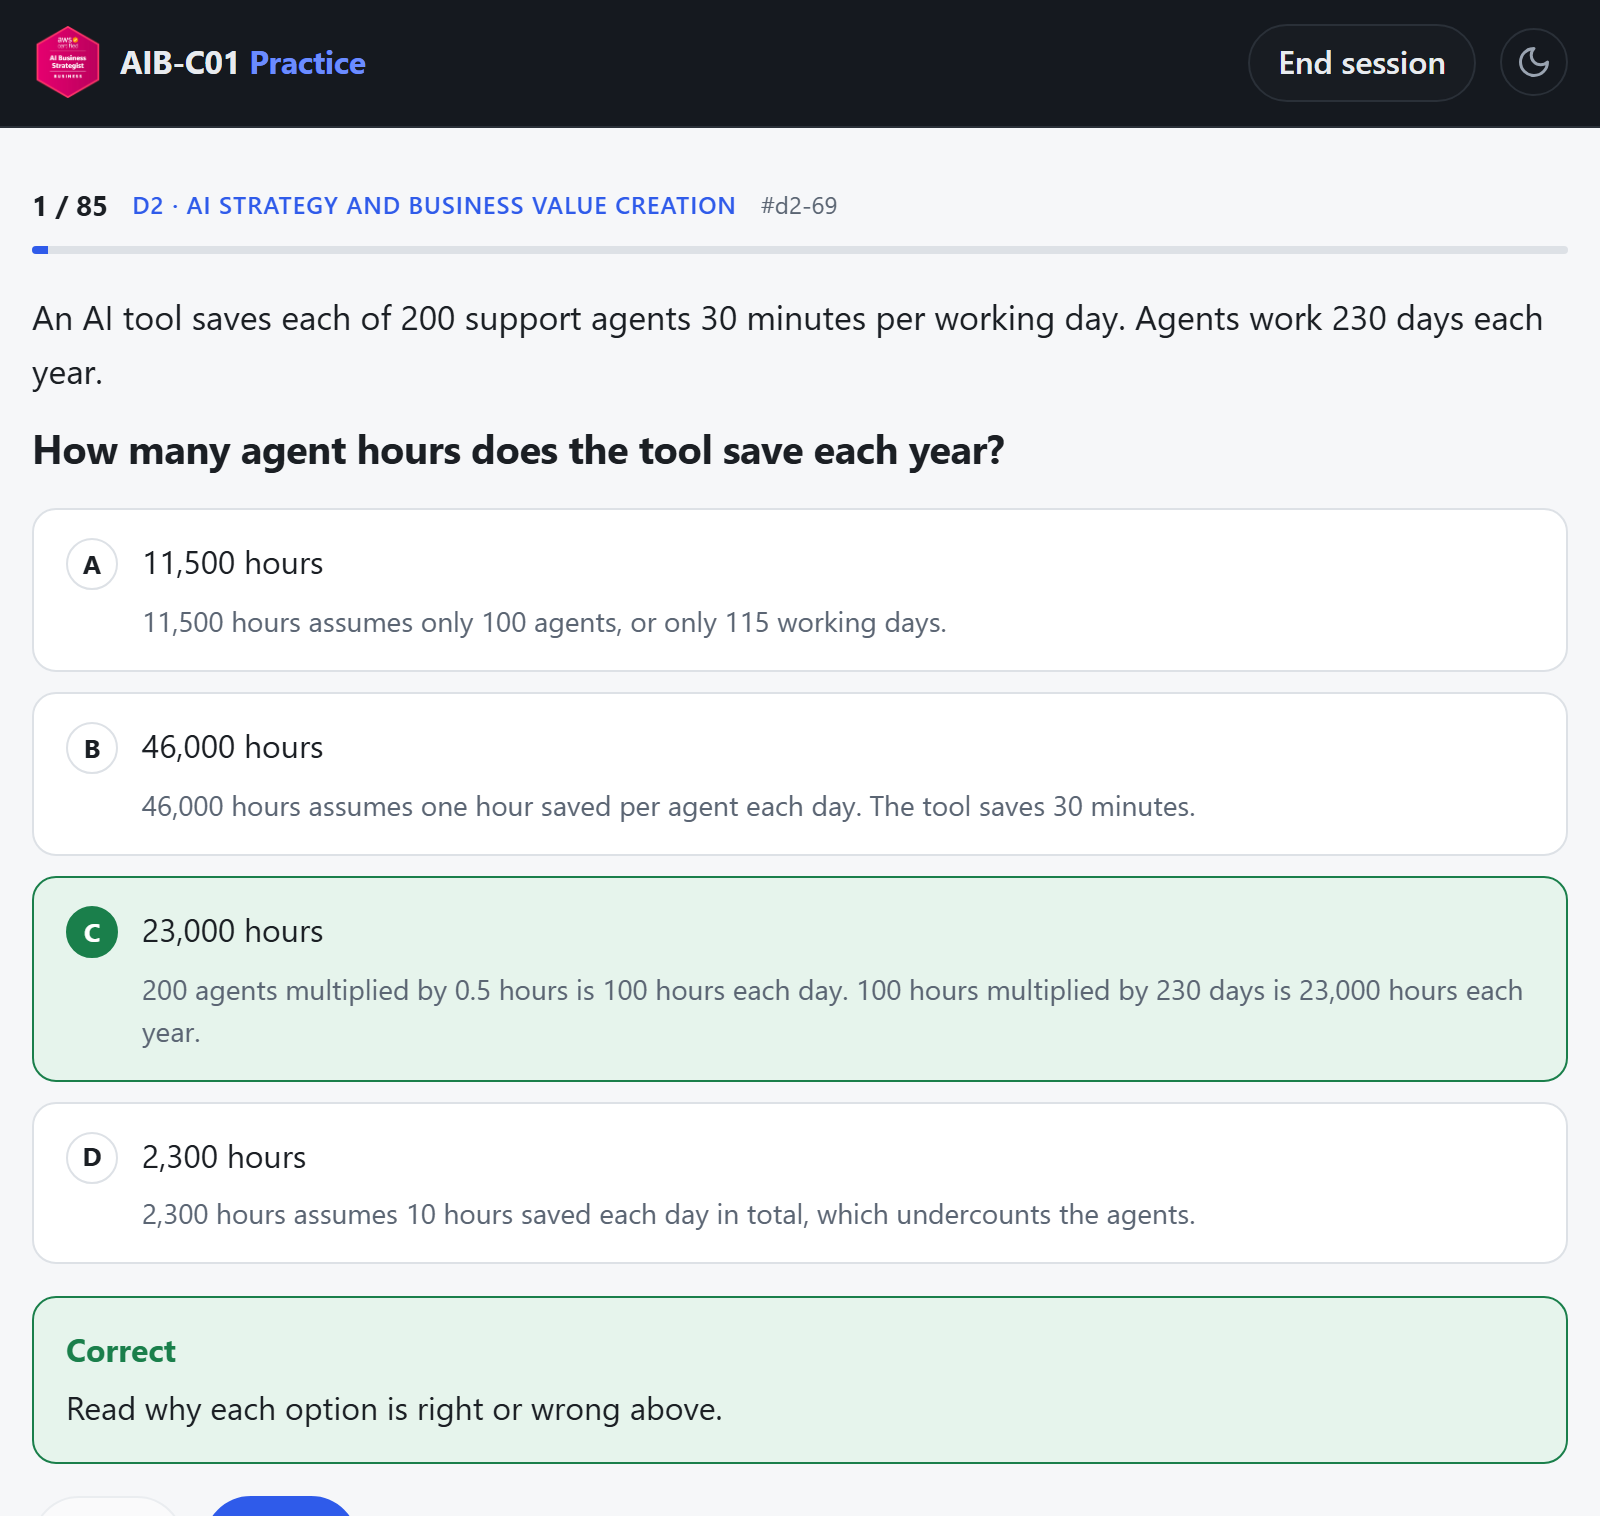 aws
certified
AI Business
Strategist
BUSINESS
AIB-C01 Practice
End session
1 / 85 D2 · AI STRATEGY AND BUSINESS VALUE CREATION #d2-69
An AI tool saves each of 200 support agents 30 minutes per working day. Agents work 230 days each
year.
How many agent hours does the tool save each year?
A 11,500 hours
11,500 hours assumes only 100 agents, or only 115 working days.
B 46,000 hours
46,000 hours assumes one hour saved per agent each day. The tool saves 30 minutes.
C 23,000 hours
200 agents multiplied by 0.5 hours is 100 hours each day. 100 hours multiplied by 230 days is 23,000 hours each
year.
D 2,300 hours
2,300 hours assumes 10 hours saved each day in total, which undercounts the agents.
Correct
Read why each option is right or wrong above.